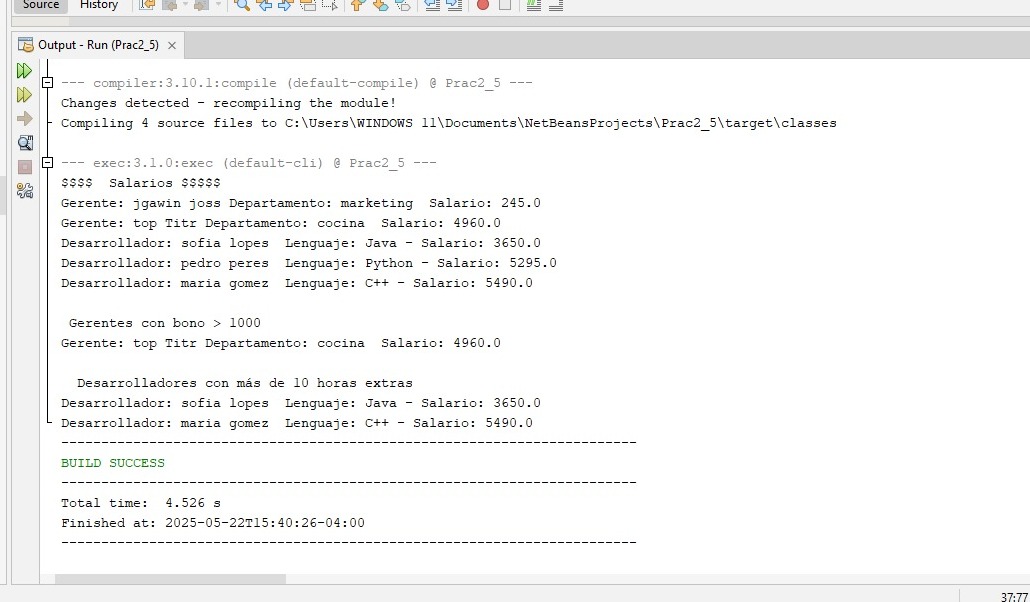 Source History
Output - Run (Prac2_5) ×
--- compiler:3.10.1:compile (default-compile) @ Prac2_5 ---
Changes detected - recompiling the module!
Compiling 4 source files to C:\Users\WINDOWS 11\Documents\NetBeansProjects\Prac2_5\target\classes
--- exec:3.1.0:exec (default-cli) @ Prac2_5 ---
$$$$  Salarios $$$$$
Gerente: jgawin joss Departamento: marketing  Salario: 245.0
Gerente: top Titr Departamento: cocina  Salario: 4960.0
Desarrollador: sofia lopes  Lenguaje: Java - Salario: 3650.0
Desarrollador: pedro peres  Lenguaje: Python - Salario: 5295.0
Desarrollador: maria gomez  Lenguaje: C++ - Salario: 5490.0
Gerentes con bono > 1000
Gerente: top Titr Departamento: cocina  Salario: 4960.0
Desarrolladores con más de 10 horas extras
Desarrollador: sofia lopes  Lenguaje: Java - Salario: 3650.0
Desarrollador: maria gomez  Lenguaje: C++ - Salario: 5490.0
------------------------------------------------------------------------
BUILD SUCCESS
------------------------------------------------------------------------
Total time:  4.526 s
Finished at: 2025-05-22T15:40:26-04:00
------------------------------------------------------------------------
37:77